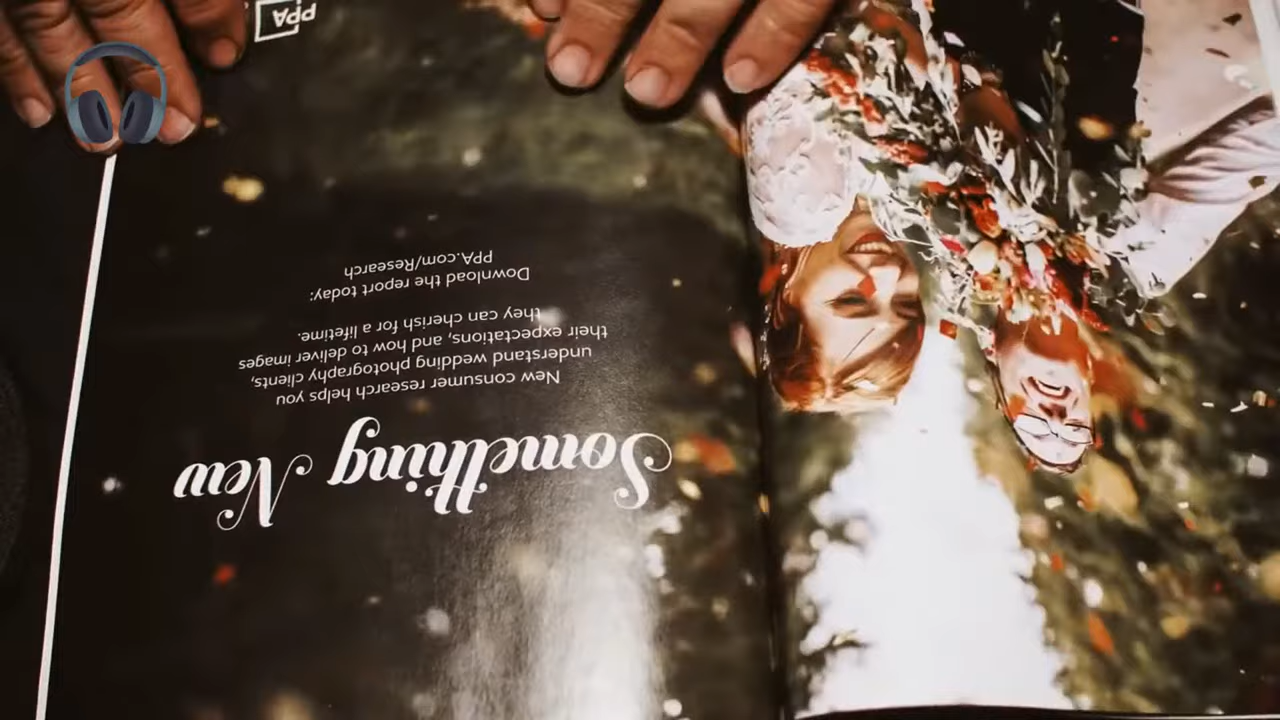 Something New
New consumer research helps you
understand wedding photography clients,
their expectations, and how to deliver images
they can cherish for a lifetime.
Download the report today:
PPA.com/Research
PPA